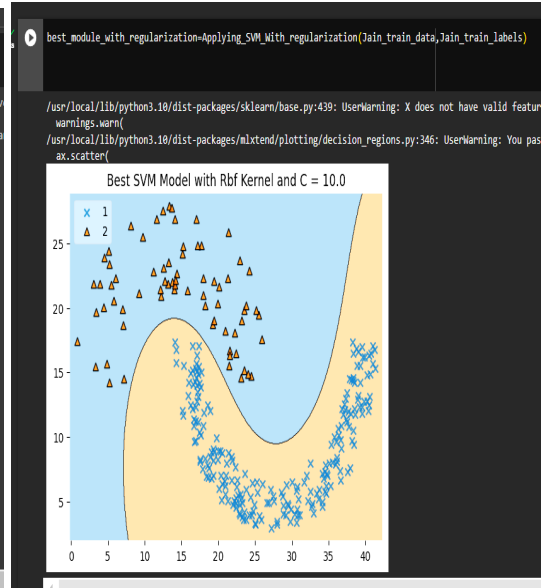 best_module_with_regularization=Applying_SVM_With_regularization(Jain_train_data,Jain_train_labels)
/usr/local/lib/python3.10/dist-packages/sklearn/base.py:439: UserWarning: X does not have valid featur
warnings.warn(
/usr/local/lib/python3.10/dist-packages/mlxtend/plotting/decision_regions.py:346: UserWarning: You pas
ax.scatter(
Best SVM Model with Rbf Kernel and C = 10.0
1
2
25
20
15
10
5
0 5 10 15 20 25 30 35 40